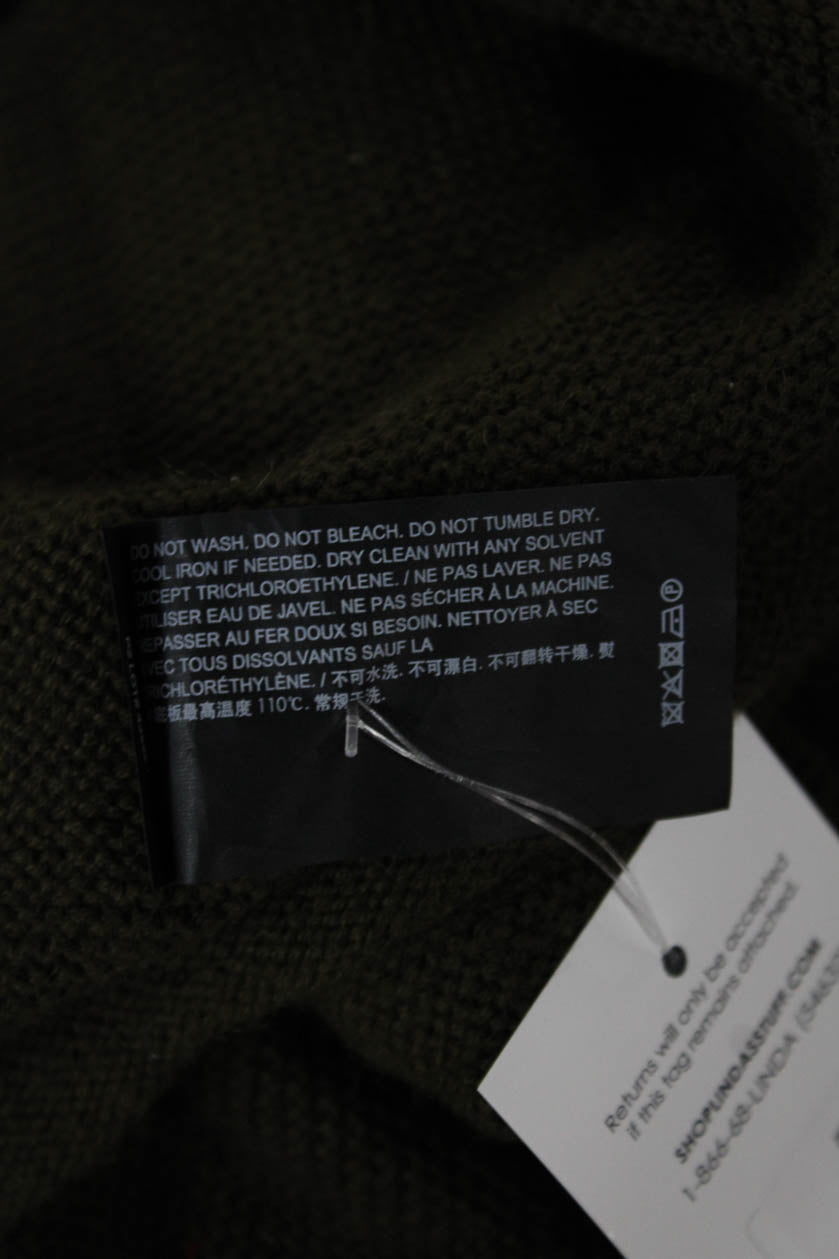 DO NOT WASH. DO NOT BLEACH. DO NOT TUMBLE DRY.
COOL IRON IF NEEDED. DRY CLEAN WITH ANY SOLVENT
EXCEPT TRICHLOROETHYLENE. / NE PAS LAVER. NE PAS
UTILISER EAU DE JAVEL. NE PAS SÉCHER À LA MACHINE.
REPASSER AU FER DOUX SI BESOIN. NETTOYER À SEC
AVEC TOUS DISSOLVANTS SAUF LA
TRICHLORÉTHYLÈNE. / 不可水洗. 不可漂白. 不可翻转干燥. 熨
底板最高温度 110℃. 常规干洗.
P
Returns will only be accepted
if this tag remains attached.
SHOPLINDASSTUFF.COM
1-866-68-LINDA